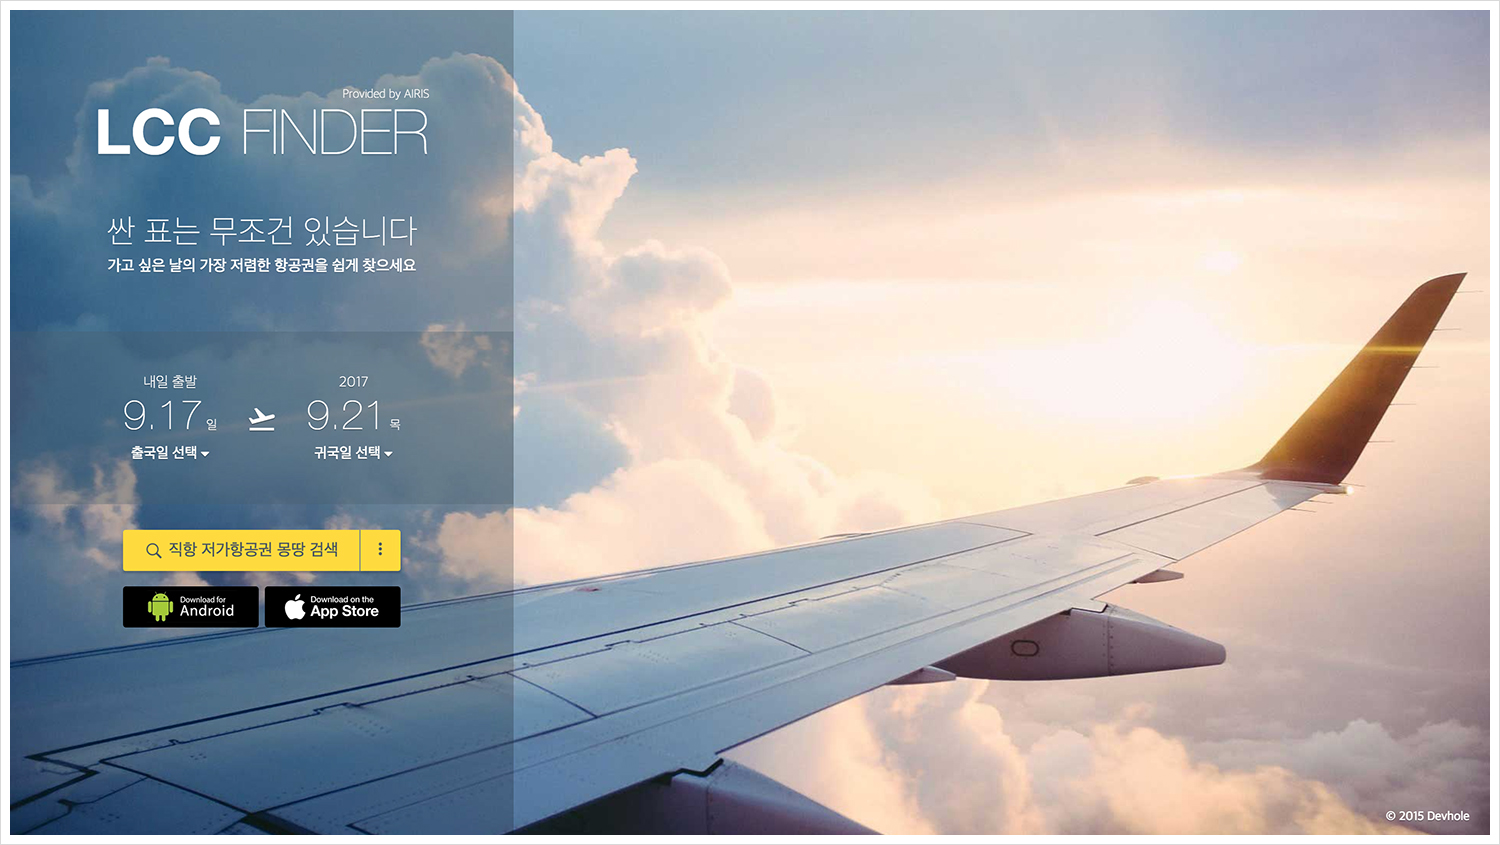 Provided by AIRIS
LCC FINDER
싼 표는 무조건 있습니다
가고 싶은 날의 가장 저렴한 항공권을 쉽게 찾으세요
내일 출발
9.17 일
출국일 선택
2017
9.21 목
귀국일 선택
직항 저가항공권 몽땅 검색
Download for
Android
Download on the
App Store
© 2015 Devhole